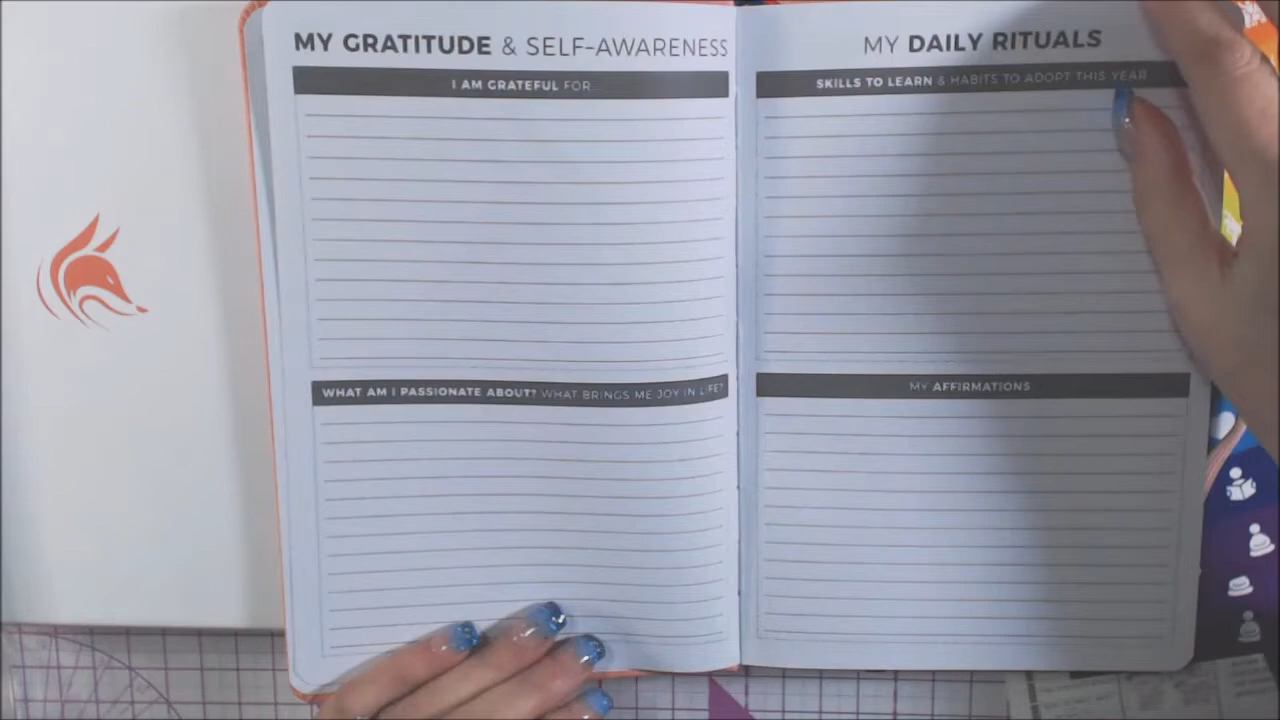 MY GRATITUDE & SELF-AWARENESS
I AM GRATEFUL FOR...
WHAT AM I PASSIONATE ABOUT? WHAT BRINGS ME JOY IN LIFE?
MY DAILY RITUALS
SKILLS TO LEARN & HABITS TO ADOPT THIS YEAR
MY AFFIRMATIONS